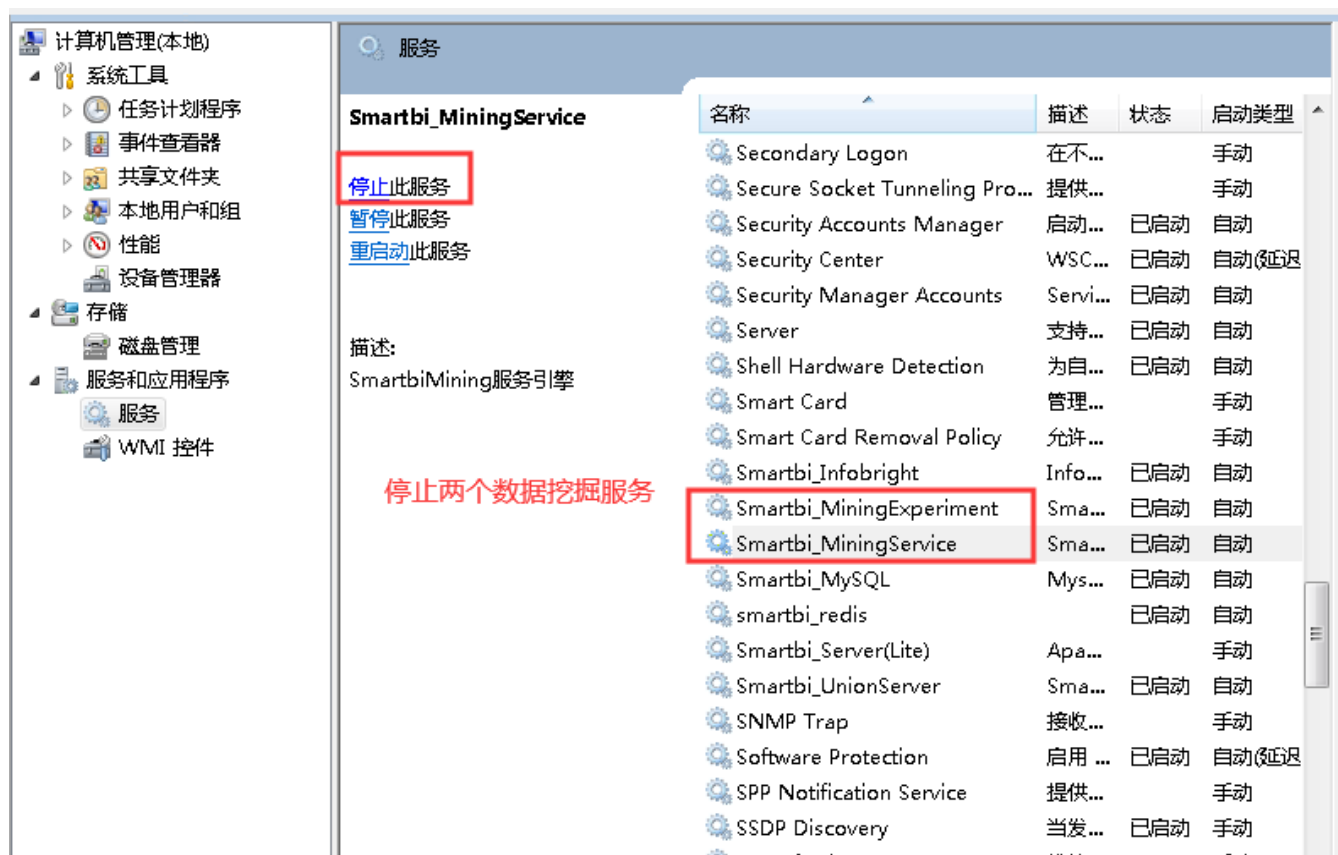 计算机管理(本地)
系统工具
任务计划程序
事件查看器
共享文件夹
本地用户和组
性能
设备管理器
存储
磁盘管理
服务和应用程序
服务
WMI 控件
服务
Smartbi_MiningService
停止此服务
暂停此服务
重启动此服务
描述:
SmartbiMining服务引擎
停止两个数据挖掘服务
名称 描述 状态 启动类型
Secondary Logon 在不... 手动
Secure Socket Tunneling Pro... 提供... 手动
Security Accounts Manager 启动... 已启动 自动
Security Center WSC... 已启动 自动(延迟
Security Manager Accounts Servi... 已启动 自动
Server 支持... 已启动 自动
Shell Hardware Detection 为自... 已启动 自动
Smart Card 管理... 手动
Smart Card Removal Policy 允许... 手动
Smartbi_Infobright Info... 已启动 自动
Smartbi_MiningExperiment Sma... 已启动 自动
Smartbi_MiningService Sma... 已启动 自动
Smartbi_MySQL Mys... 已启动 自动
smartbi_redis 已启动 自动
Smartbi_Server(Lite) Apa... 手动
Smartbi_UnionServer Sma... 已启动 自动
SNMP Trap 接收... 手动
Software Protection 启用 ... 已启动 自动(延迟
SPP Notification Service 提供... 手动
SSDP Discovery 当发... 已启动 手动